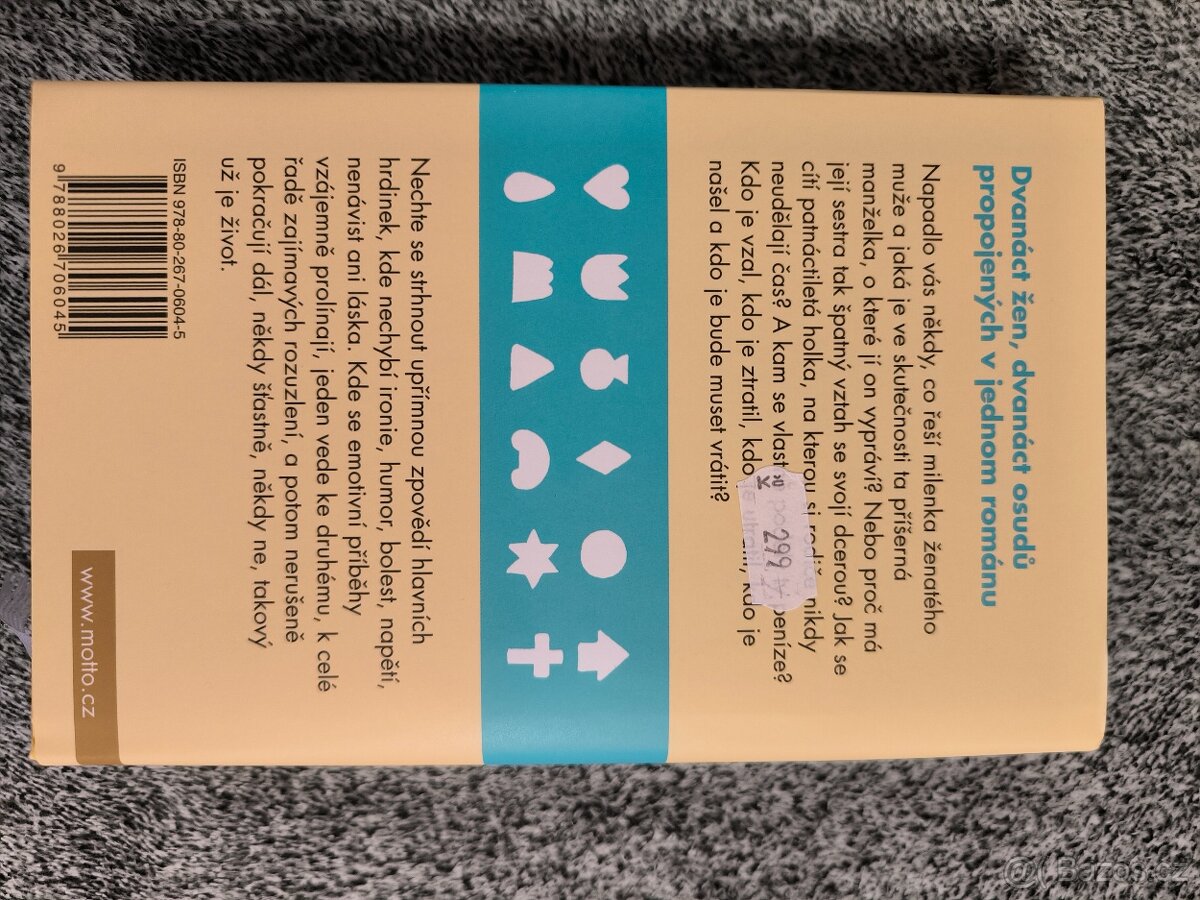 Dvanáct žen, dvanáct osudů
propojených v jednom románu
Napadlo vás někdy, co řeší milenka ženatého
muže a jaká je ve skutečnosti ta příšerná
manželka, o které jí on vypráví? Nebo proč má
její sestra tak špatný vztah se svojí dcerou? Jak se
cítí patnáctiletá holka, na kterou si rodiče nikdy
neudělají čas? A kam se peníze?
Kdo je vzal, kdo je ztratil, kdo je
našel a kdo je bude muset vrátit?
299
Nechte se strhnout upřímnou zpovědí hlavních
hrdinek, kde nechybí ironie, humor, bolest, napětí,
nenávist ani láska. Kde se emotivní příběhy
vzájemně prolínají, jeden vede ke druhému, k celé
řadě zajímavých rozuzlení, a potom nerušeně
pokračují dál, někdy šťastně, někdy ne, takový
už je život.
ISBN 978-80-267-0604-5
9 788026 706045
www.motto.cz
@ Bazos.cz